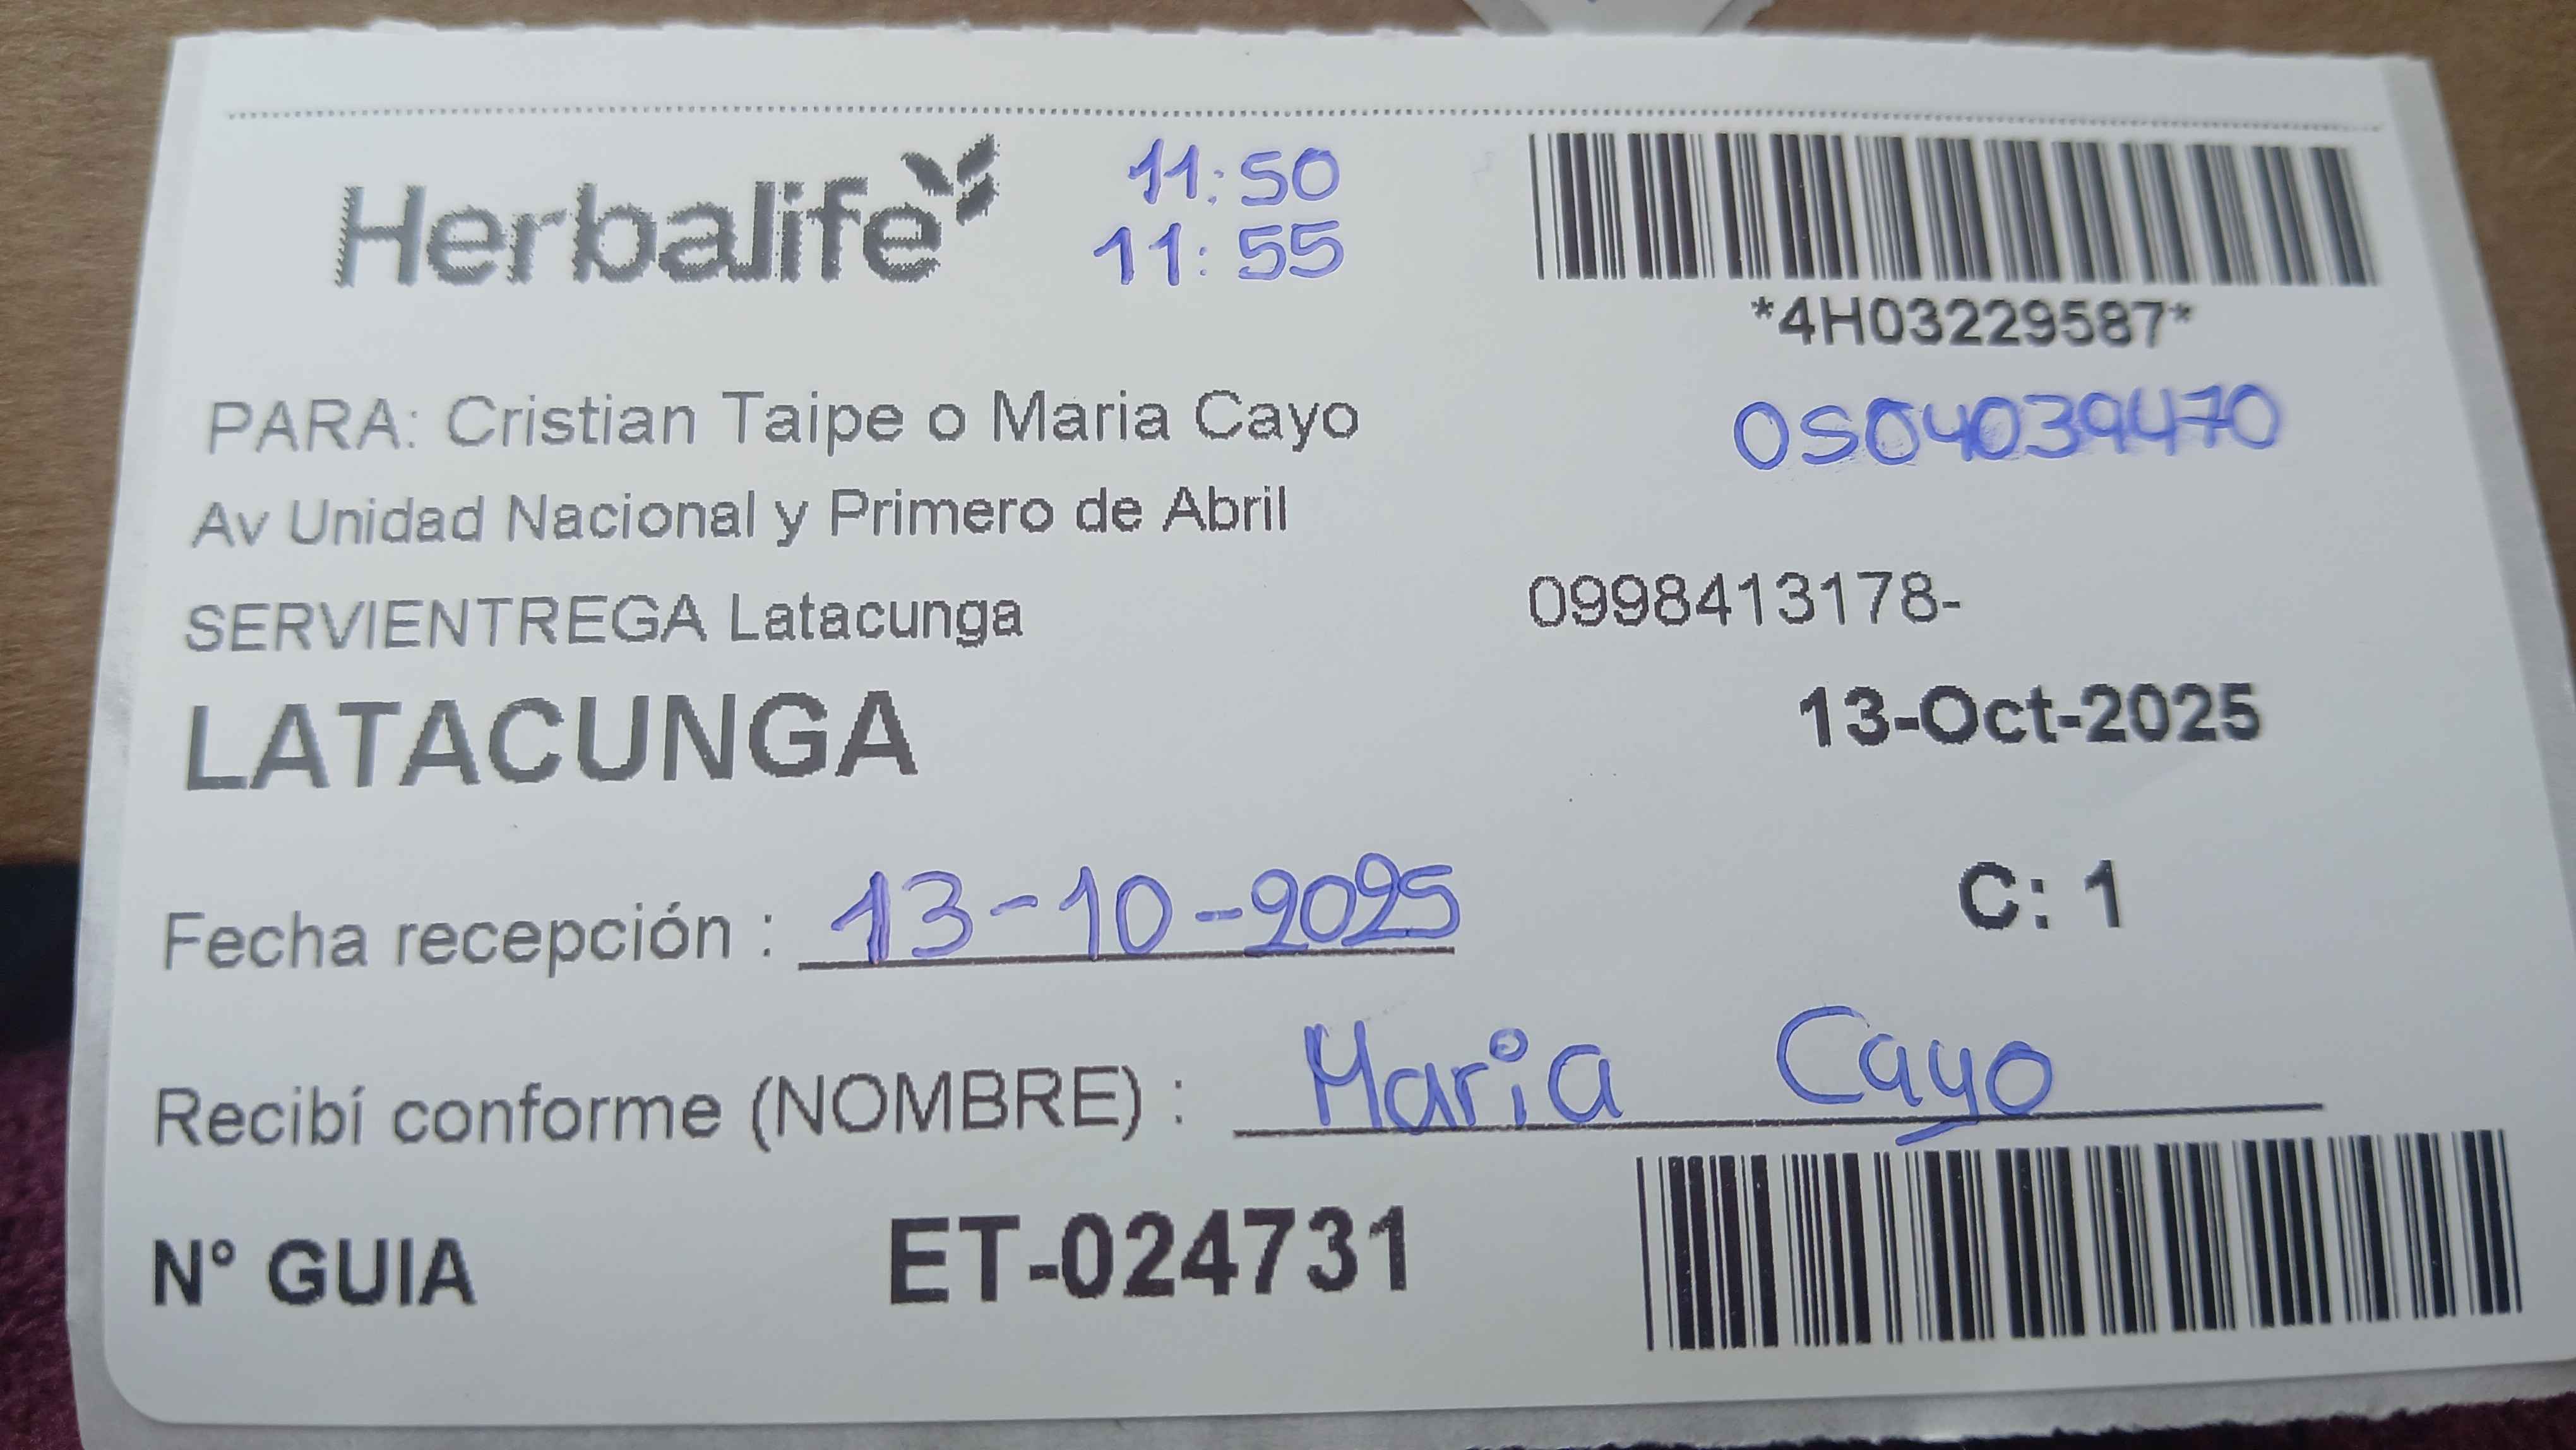 Herbalife
11:50
11:55
*4H03229587*
PARA: Cristian Taipe o Maria Cayo
0504039470
Av Unidad Nacional y Primero de Abril
SERVIENTREGA Latacunga
0998413178-
LATACUNGA
13-Oct-2025
C: 1
Fecha recepción : 13-10-2025
Recibí conforme (NOMBRE) : Maria Cayo
N° GUIA ET-024731